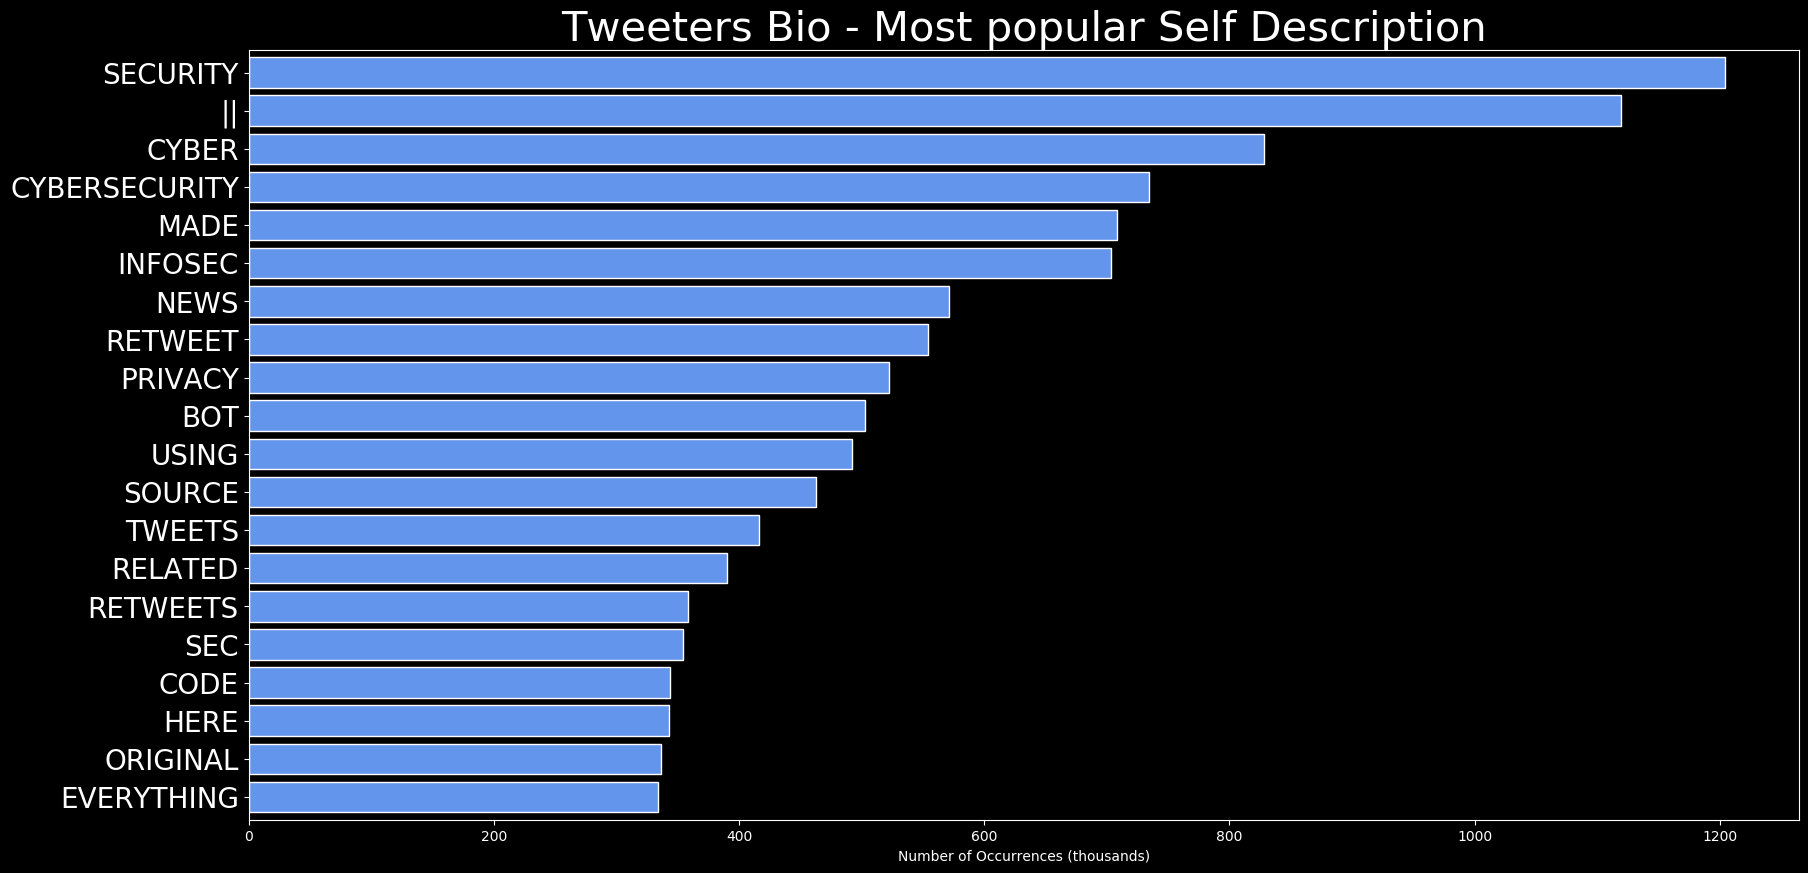 Tweeters Bio - Most popular Self Description
SECURITY
||
CYBER
CYBERSECURITY
MADE
INFOSEC
NEWS
RETWEET
PRIVACY
BOT
USING
SOURCE
TWEETS
RELATED
RETWEETS
SEC
CODE
HERE
ORIGINAL
EVERYTHING
0 200 400 600 800 1000 1200
Number of Occurrences (thousands)